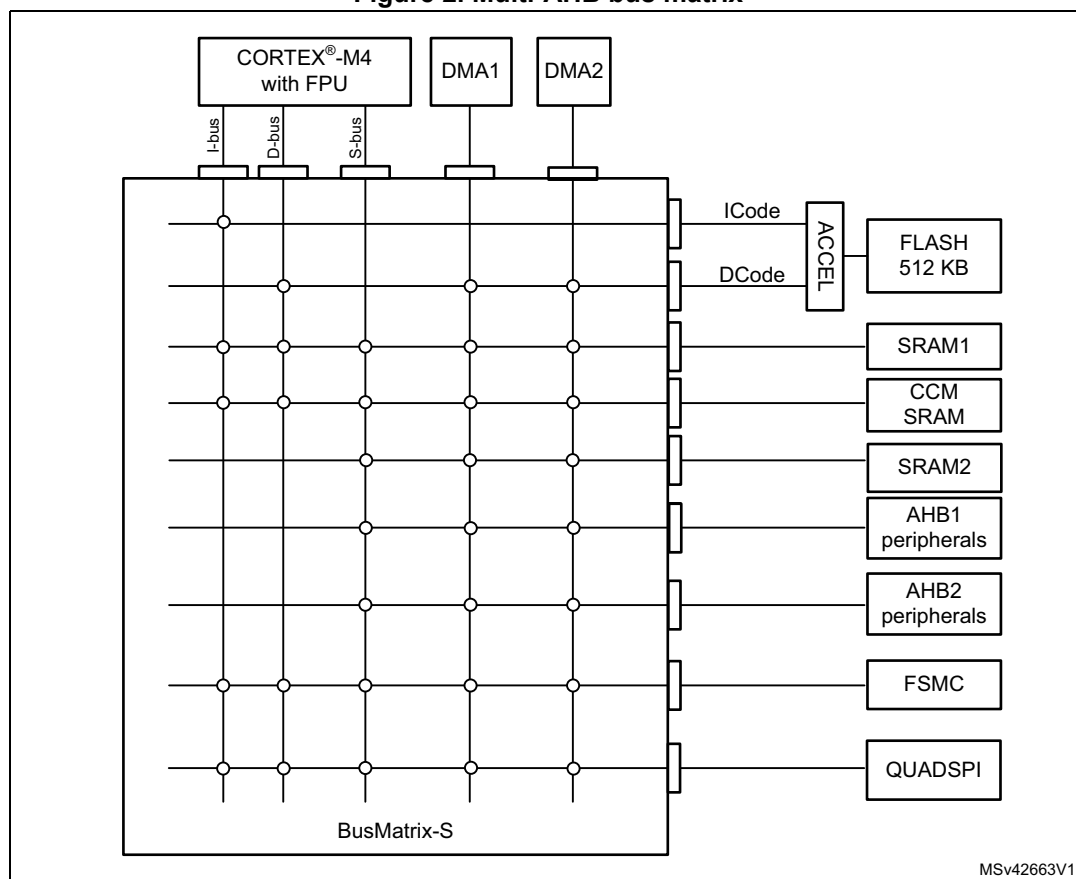 Figure 2. Multi-AHB bus matrix
CORTEX®-M4
with FPU
DMA1
DMA2
I-bus
D-bus
S-bus
ICode
DCode
ACCEL
FLASH
512 KB
SRAM1
CCM
SRAM
SRAM2
AHB1
peripherals
AHB2
peripherals
FSMC
QUADSPI
BusMatrix-S
MSv42663V1